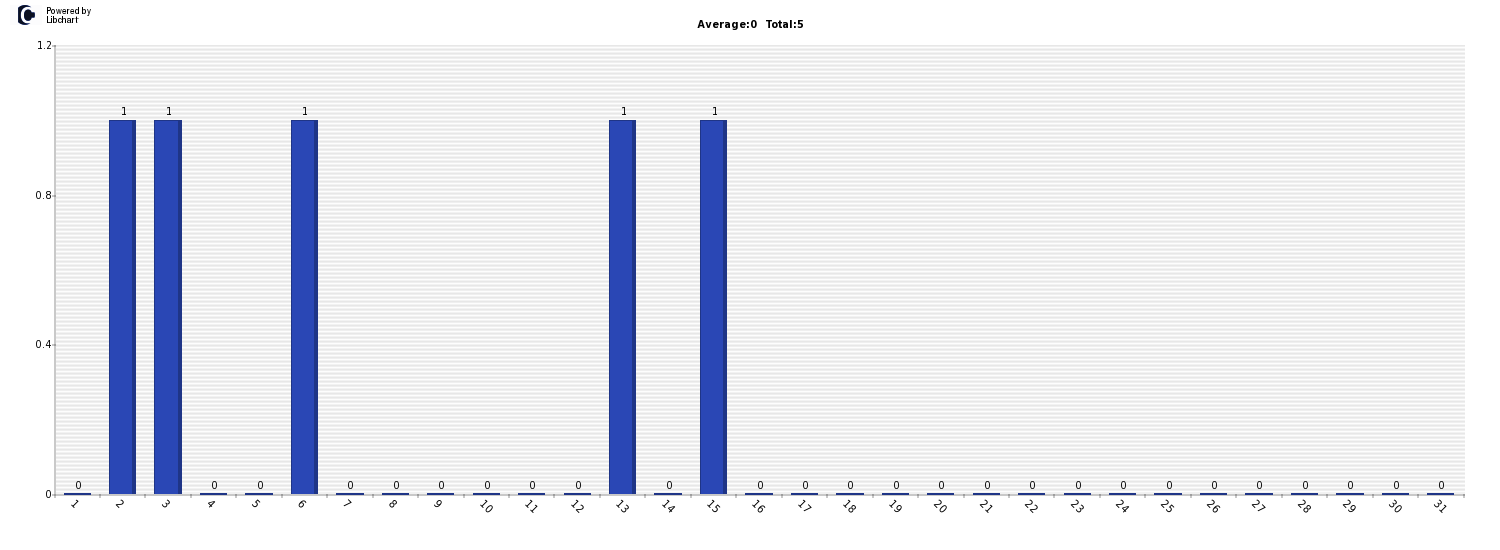 Powered by
Libchart
Average:0 Total:5
1.2
0.8
0.4
0
0 1 1 0 0 1 0 0 0 0 0 0 1 0 1 0 0 0 0 0 0 0 0 0 0 0 0 0 0 0 0
1 2 3 4 5 6 7 8 9 10 11 12 13 14 15 16 17 18 19 20 21 22 23 24 25 26 27 28 29 30 31